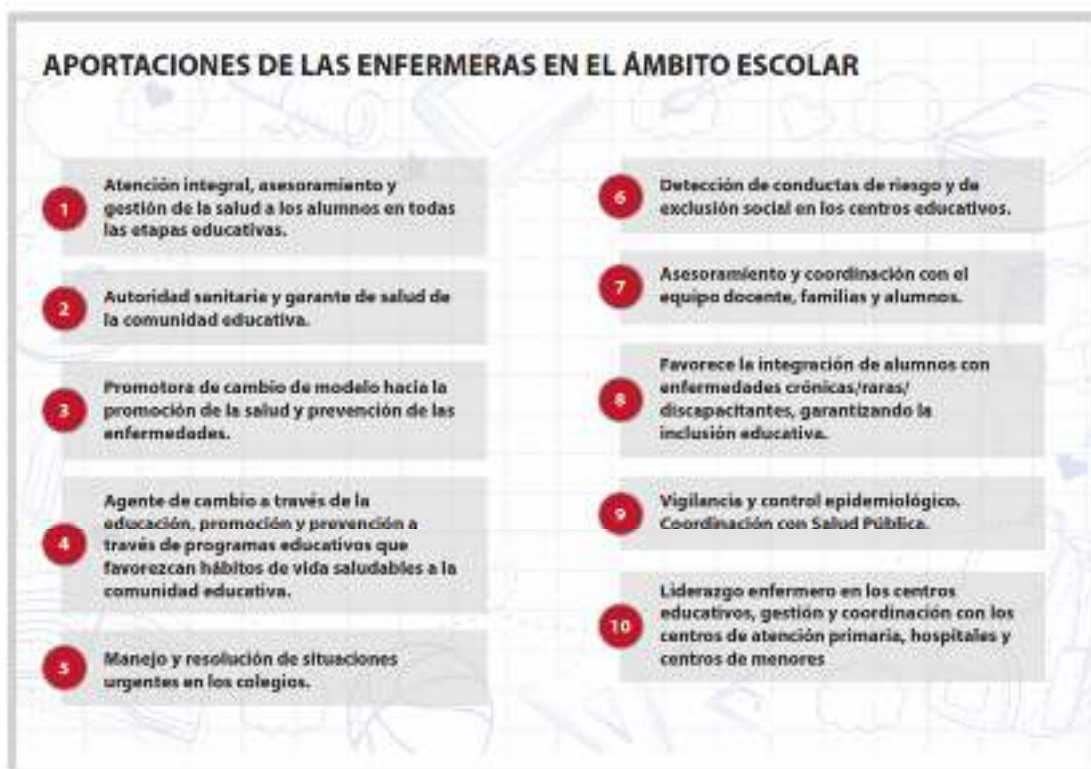 APORTACIONES DE LAS ENFERMERAS EN EL ÁMBITO ESCOLAR
1
Atención integral, asesoramiento y
gestión de la salud a los alumnos en todas
las etapas educativas.
2
Autoridad sanitaria y garante de salud de
la comunidad educativa.
3
Promotora de cambio de modelo hacia la
promoción de la salud y prevención de las
enfermedades.
4
Agente de cambio a través de la
educación, promoción y prevención a
través de programas educativos que
favorezcan hábitos de vida saludables a la
comunidad educativa.
5
Manejo y resolución de situaciones
urgentes en los colegios.
6
Detección de conductas de riesgo y de
exclusión social en los centros educativos.
7
Asesoramiento y coordinación con el
equipo docente, familias y alumnos.
8
Favorece la integración de alumnos con
enfermedades crónicas/raras/
discapacitantes, garantizando la
inclusión educativa.
9
Vigilancia y control epidemiológico.
Coordinación con Salud Pública.
10
Liderazgo enfermero en los centros
educativos, gestión y coordinación con los
centros de atención primaria, hospitales y
centros de menores